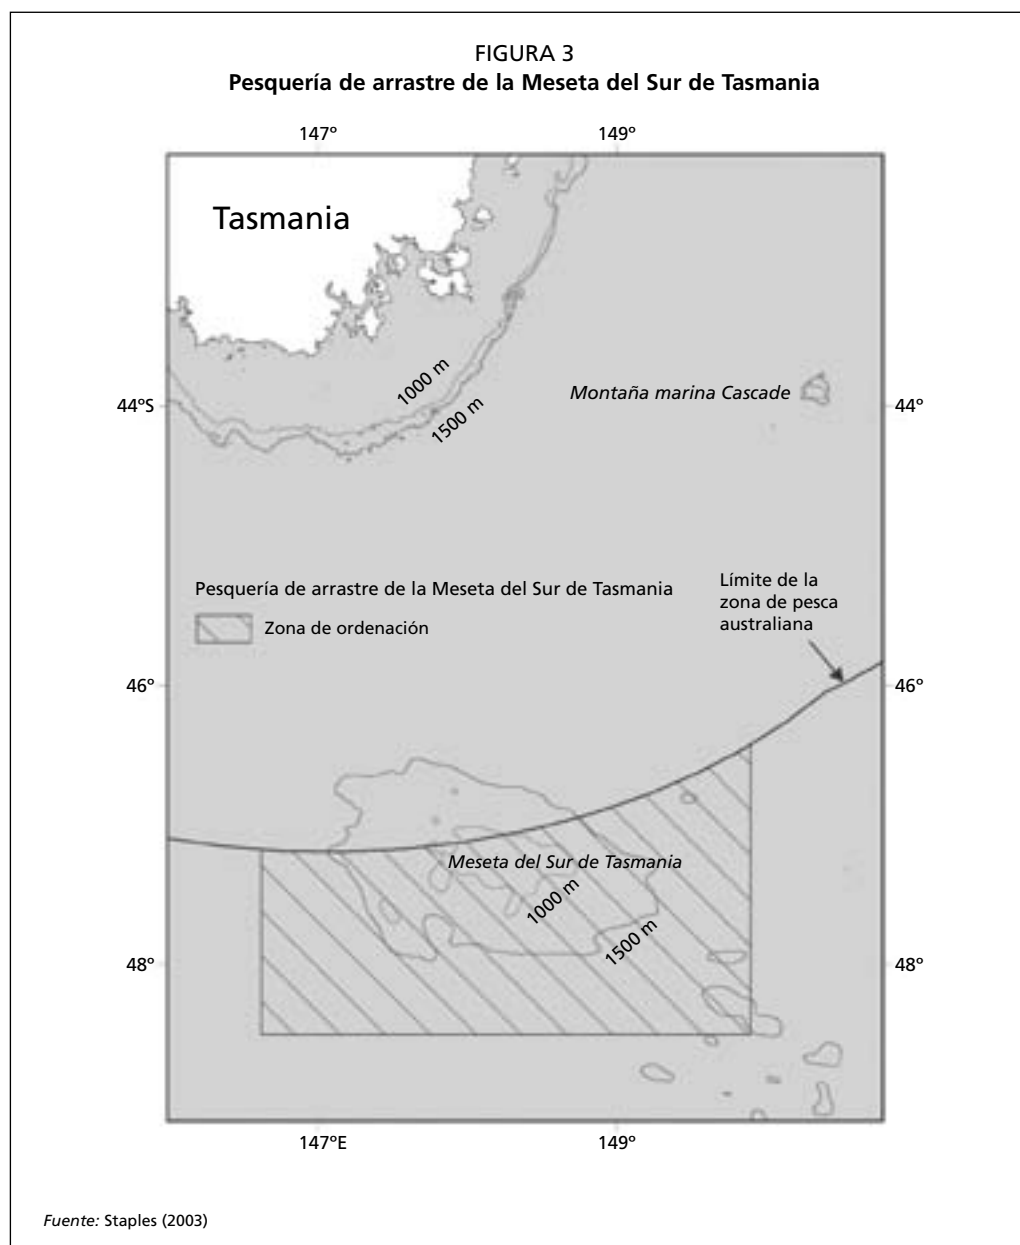 FIGURA 3
Pesquería de arrastre de la Meseta del Sur de Tasmania
147º 149º
Tasmania
1000 m
1500 m
Montaña marina Cascade
44ºS 44º
Pesquería de arrastre de la Meseta del Sur de Tasmania
Zona de ordenación
Límite de la
zona de pesca
australiana
46º 46º
Meseta del Sur de Tasmania
1000 m
1500 m
48º 48º
147ºE 149º
Fuente: Staples (2003)